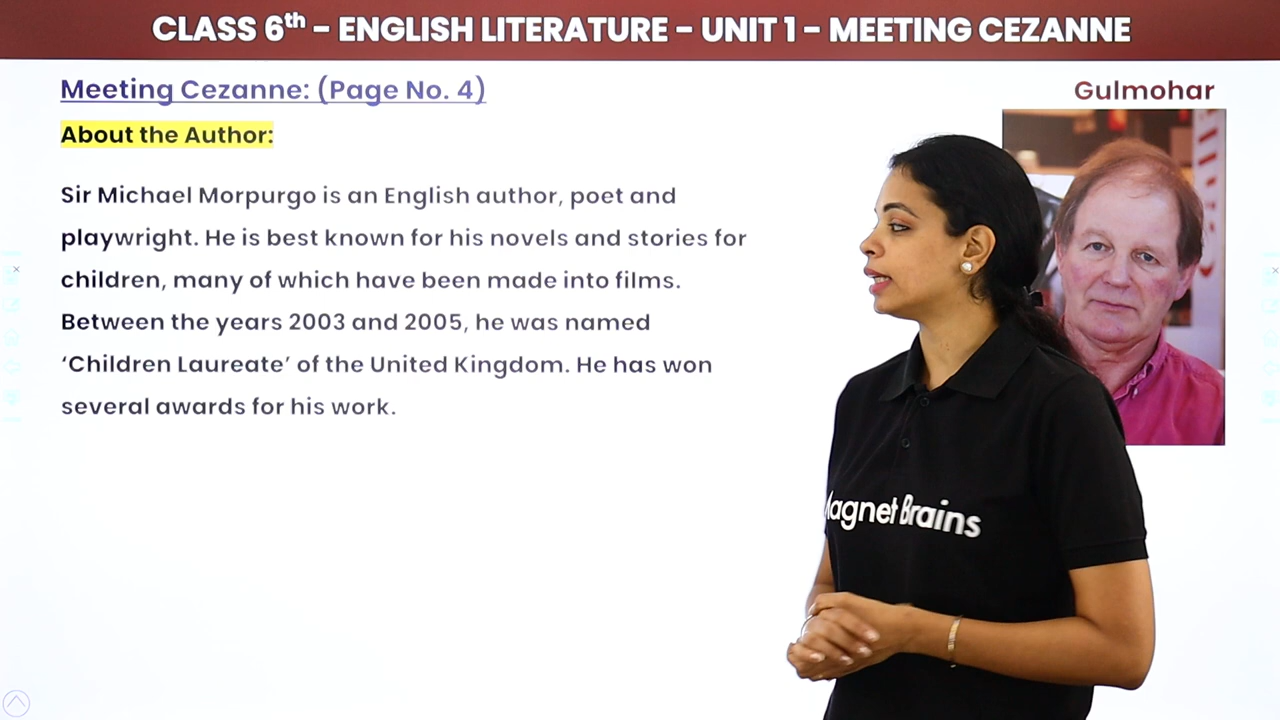 CLASS 6th – ENGLISH LITERATURE – UNIT 1 – MEETING CEZANNE
Meeting Cezanne: (Page No. 4)
Gulmohar
About the Author:
Sir Michael Morpurgo is an English author, poet and
playwright. He is best known for his novels and stories for
children, many of which have been made into films.
Between the years 2003 and 2005, he was named
‘Children Laureate’ of the United Kingdom. He has won
several awards for his work.
Magnet Brains